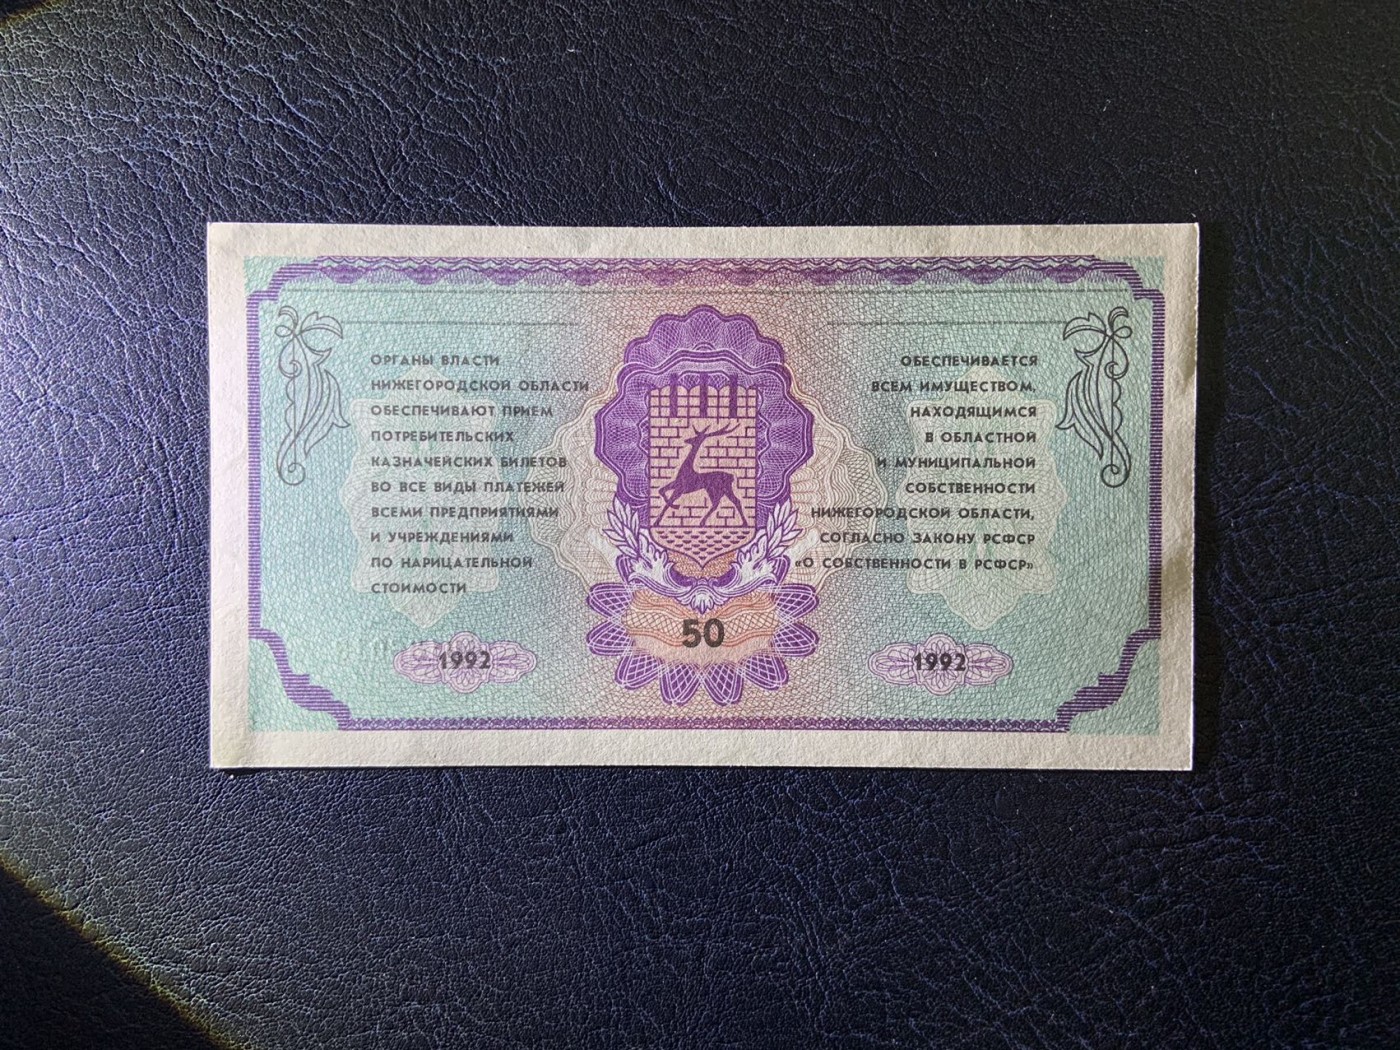 ОРГАНЫ ВЛАСТИ
НИЖЕГОРОДСКОЙ ОБЛАСТИ
ОБЕСПЕЧИВАЮТ ПРИЕМ
ПОТРЕБИТЕЛЬСКИХ
КАЗНАЧЕЙСКИХ БИЛЕТОВ
ВО ВСЕ ВИДЫ ПЛАТЕЖЕЙ
ВСЕМИ ПРЕДПРИЯТИЯМИ
И УЧРЕЖДЕНИЯМИ
ПО НАРИЦАТЕЛЬНОЙ
СТОИМОСТИ
ОБЕСПЕЧИВАЕТСЯ
ВСЕМ ИМУЩЕСТВОМ,
НАХОДЯЩИМСЯ
В ОБЛАСТНОЙ
И МУНИЦИПАЛЬНОЙ
СОБСТВЕННОСТИ
НИЖЕГОРОДСКОЙ ОБЛАСТИ,
СОГЛАСНО ЗАКОНУ РСФСР
«О СОБСТВЕННОСТИ В РСФСР»
50
1992
1992